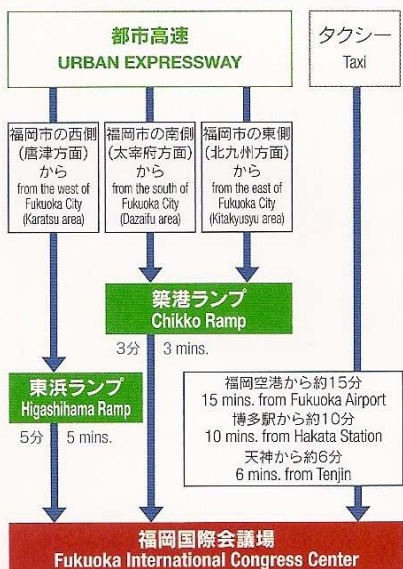 都市高速
URBAN EXPRESSWAY
タクシー
Taxi
福岡市の西側
(唐津方面)
から
from the west of
Fukuoka City
(Karatsu area)
福岡市の南側
(太宰府方面)
から
from the south of
Fukuoka City
(Dazaifu area)
福岡市の東側
(北九州方面)
から
from the east of
Fukuoka City
(Kitakyusyu area)
築港ランプ
Chikko Ramp
3分 3 mins.
東浜ランプ
Higashihama Ramp
5分 5 mins.
福岡空港から約15分
15 mins. from Fukuoka Airport
博多駅から約10分
10 mins. from Hakata Station
天神から約6分
6 mins. from Tenjin
福岡国際会議場
Fukuoka International Congress Center